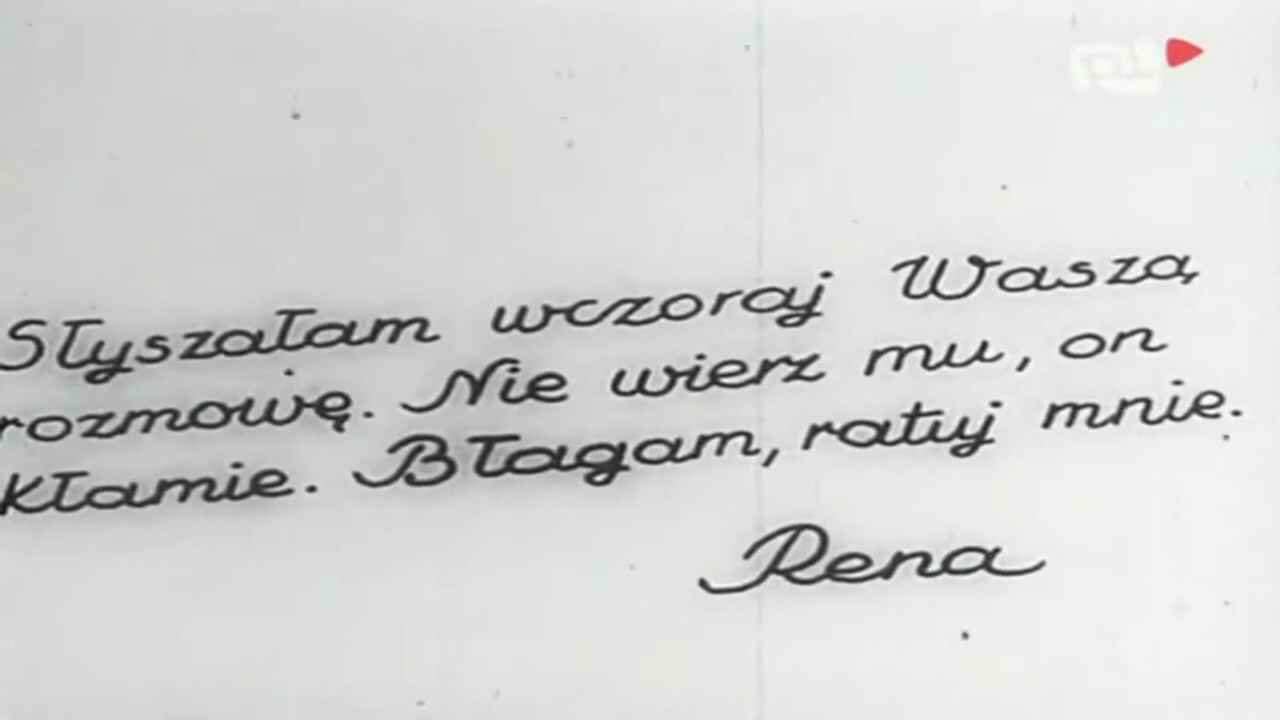 Słyszałam wczoraj Waszą
rozmowę. Nie wierz mu, on
kłamie. Błagam, ratuj mnie.
Rena